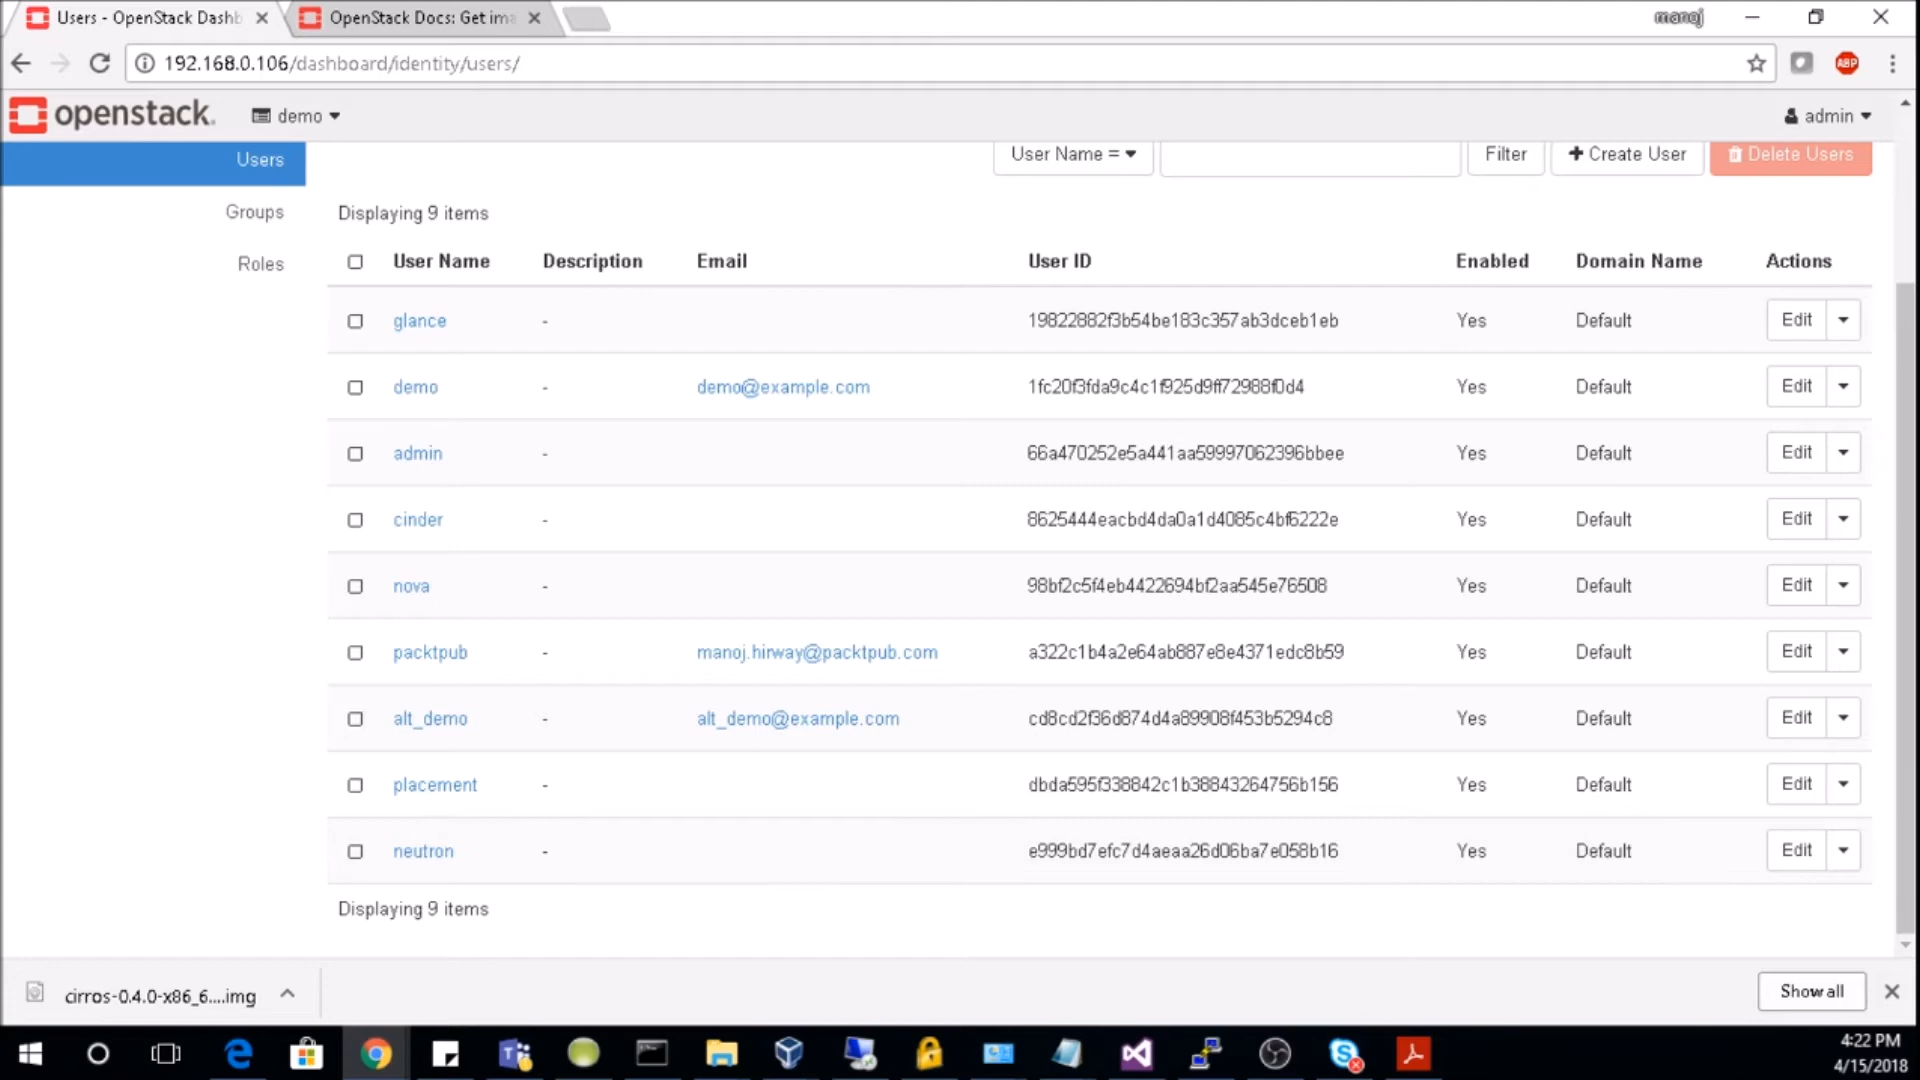 Users - OpenStack Dashb
OpenStack Docs: Get ima
manoj
192.168.0.106/dashboard/identity/users/
ABP
openstack.
demo
admin
Users
Groups
Roles
User Name =
Filter
+ Create User
Delete Users
Displaying 9 items
User Name Description Email User ID Enabled Domain Name Actions
glance - 19822882f3b54be183c357ab3dceb1eb Yes Default Edit
demo - demo@example.com 1fc20f3fda9c4c1f925d9ff72988f0d4 Yes Default Edit
admin - 66a470252e5a441aa59997062396bbee Yes Default Edit
cinder - 8625444eacbd4da0a1d4085c4bf6222e Yes Default Edit
nova - 98bf2c5f4eb4422694bf2aa545e76508 Yes Default Edit
packtpub - manoj.hirway@packtpub.com a322c1b4a2e64ab887e8e4371edc8b59 Yes Default Edit
alt_demo - alt_demo@example.com cd8cd2f36d874d4a89908f453b5294c8 Yes Default Edit
placement - dbda595f338842c1b38843264756b156 Yes Default Edit
neutron - e999bd7efc7d4aeaa26d06ba7e058b16 Yes Default Edit
Displaying 9 items
cirros-0.4.0-x86_6....img
Show all
4:22 PM
4/15/2018